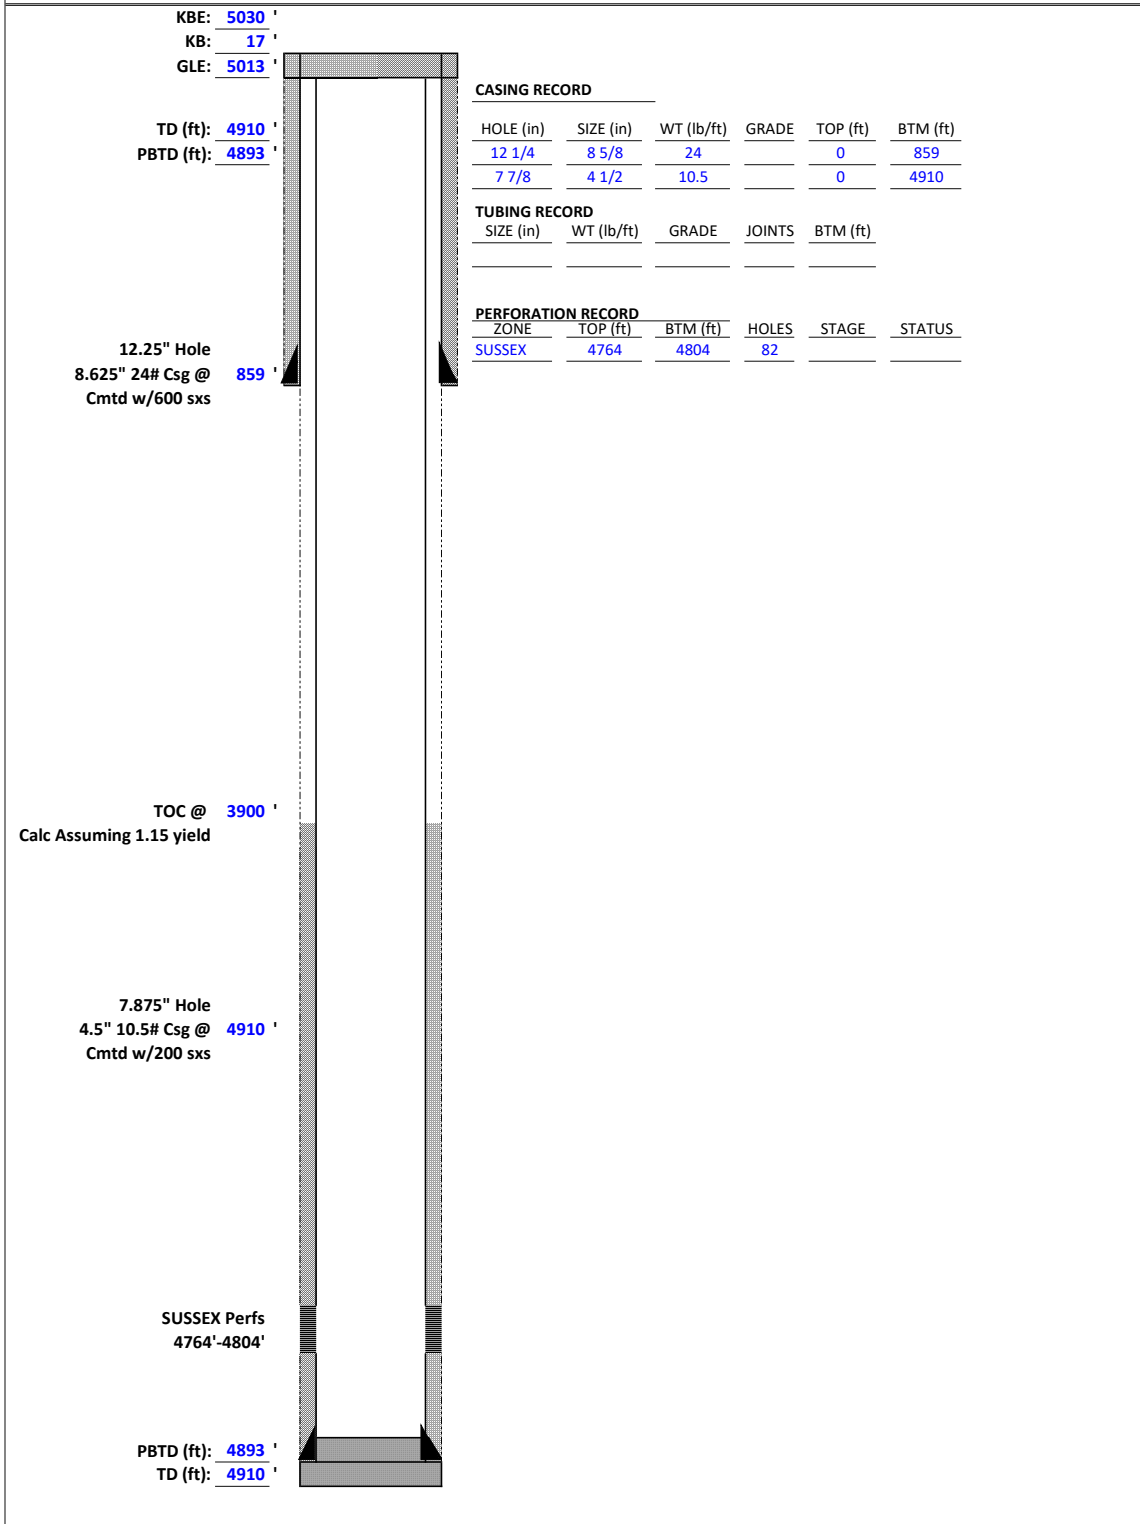 KBE: 5030 '
KB: 17 '
GLE: 5013 '
CASING RECORD
TD (ft): 4910 '
HOLE (in) SIZE (in) WT (lb/ft) GRADE TOP (ft) BTM (ft)
PBTD (ft): 4893 '
12 1/4 8 5/8 24 0 859
7 7/8 4 1/2 10.5 0 4910
TUBING RECORD
SIZE (in) WT (lb/ft) GRADE JOINTS BTM (ft)
PERFORATION RECORD
ZONE TOP (ft) BTM (ft) HOLES STAGE STATUS
SUSSEX 4764 4804 82
12.25" Hole
8.625" 24# Csg @ 859 '
Cmtd w/600 sxs
TOC @ 3900 '
Calc Assuming 1.15 yield
7.875" Hole
4.5" 10.5# Csg @ 4910 '
Cmtd w/200 sxs
SUSSEX Perfs
4764'-4804'
PBTD (ft): 4893 '
TD (ft): 4910 '